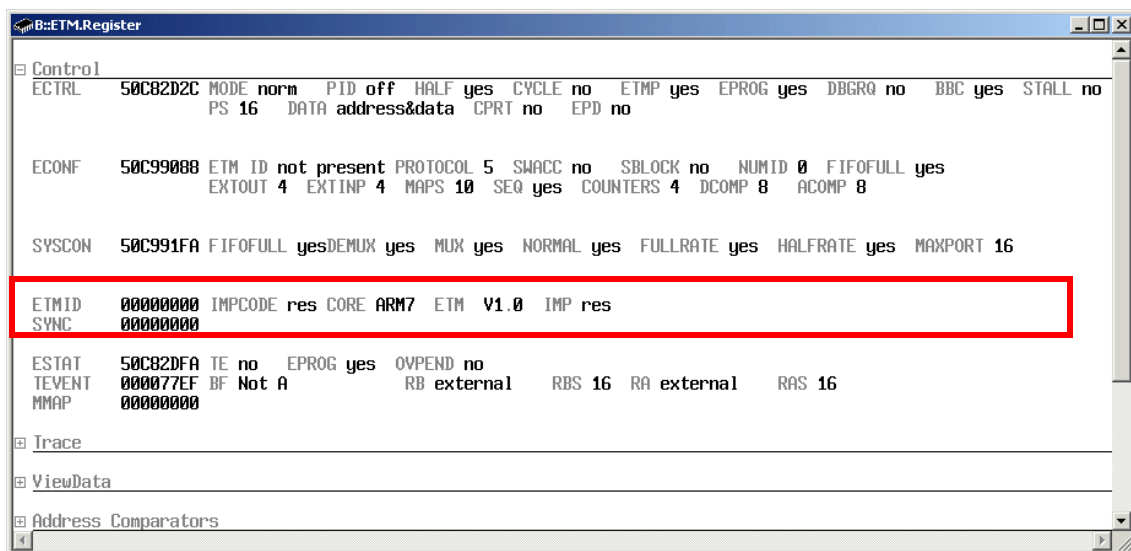 B::ETM.Register
Control
ECTRL 50C82D2C MODE norm PID off HALF yes CYCLE no ETMP yes EPROG yes DBGRQ no BBC yes STALL no
PS 16 DATA address&data CPRT no EPD no
ECONF 50C99088 ETM ID not present PROTOCOL 5 SWACC no SBLOCK no NUMID 0 FIFOFULL yes
EXTOUT 4 EXTINP 4 MAPS 10 SEQ yes COUNTERS 4 DCOMP 8 ACOMP 8
SYSCON 50C991FA FIFOFULL yesDEMUX yes MUX yes NORMAL yes FULLRATE yes HALFRATE yes MAXPORT 16
ETMID 00000000 IMPCODE res CORE ARM7 ETM V1.0 IMP res
SYNC 00000000
ESTAT 50C82DFA TE no EPROG yes OVPEND no
TEVENT 000077EF BF Not A RB external RBS 16 RA external RAS 16
MMAP 00000000
Trace
ViewData
Address Comparators